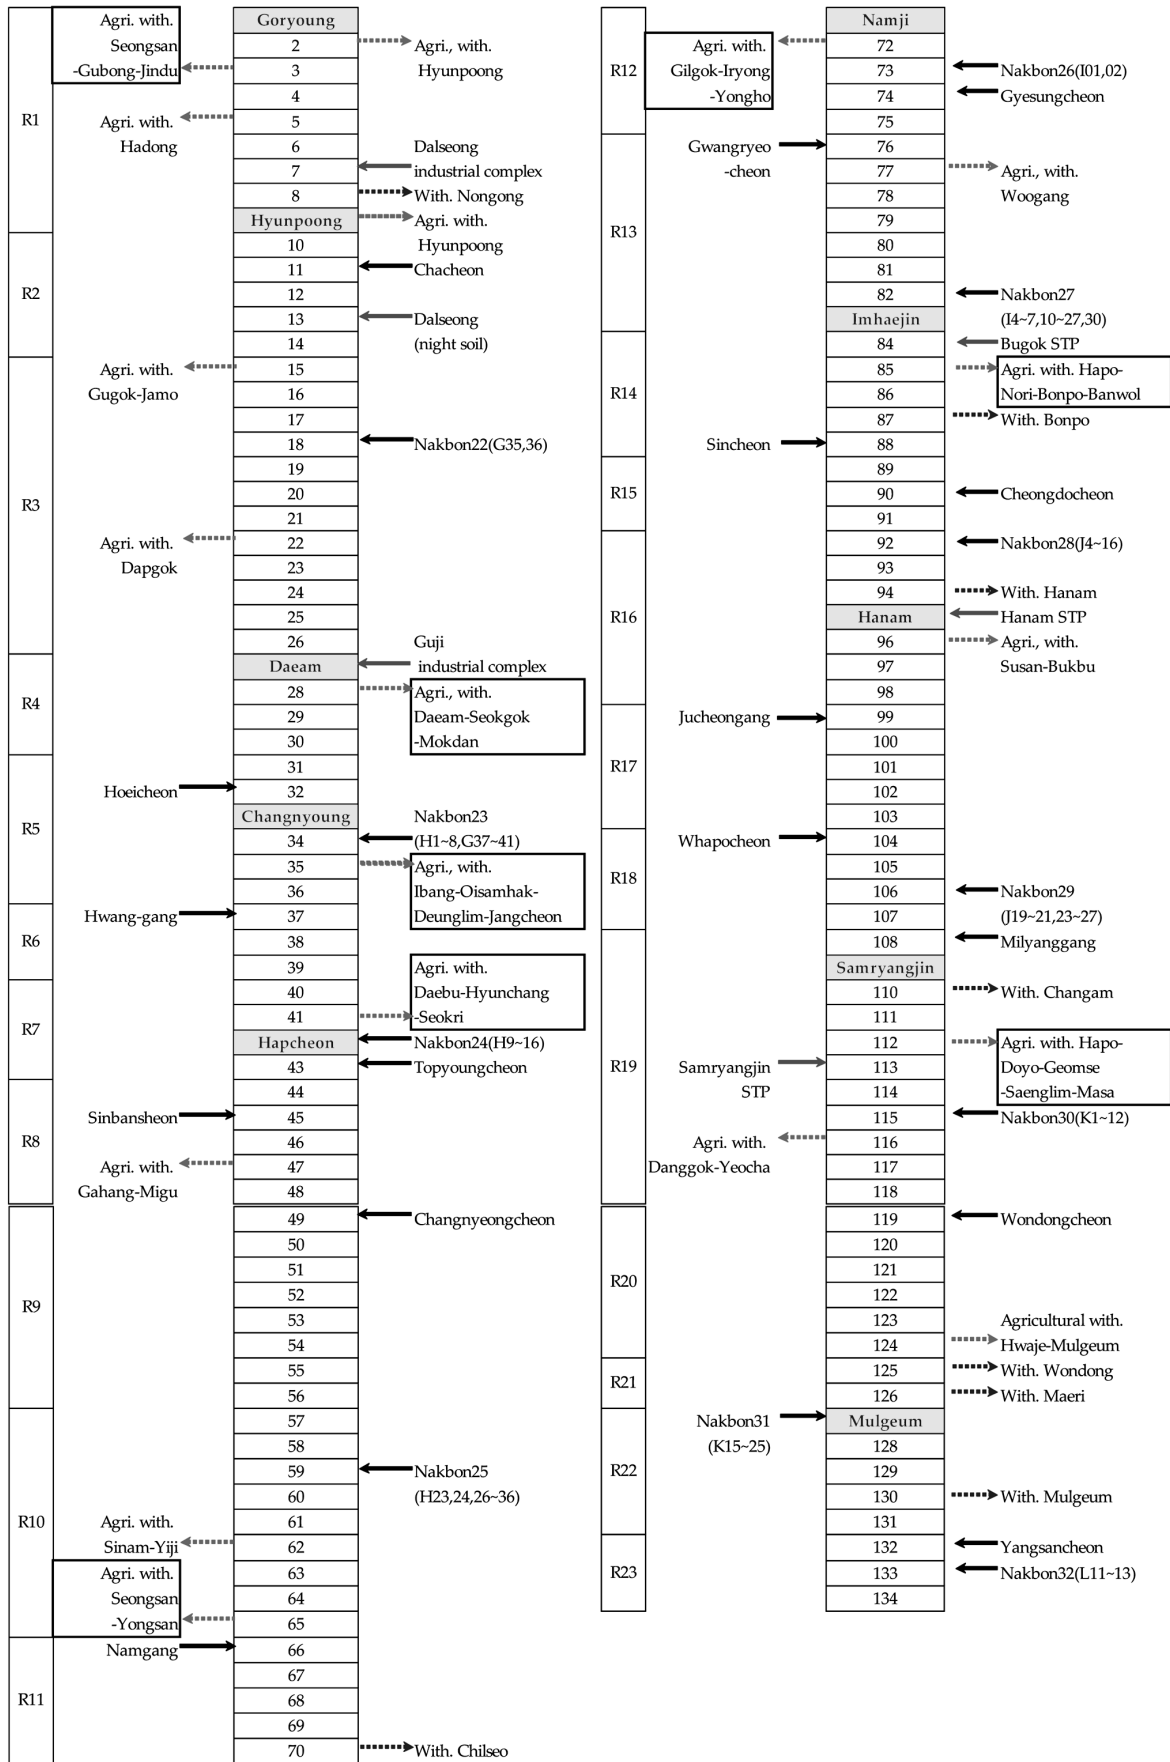 Agri. with.
Goryoung
Seongsan
2
Agri., with.
-Gubong-Jindu
3
Hyunpoong
4
R1
Agri. with.
5
Hadong
6
Dalseong
7
industrial complex
8
With. Nongong
Hyunpoong
Agri. with.
10
Hyunpoong
11
Chacheon
R2
12
13
Dalseong
14
(night soil)
Agri. with.
15
Gugok-Jamo
16
17
18
Nakbon22(G35,36)
19
R3
20
21
Agri. with.
22
Dapgok
23
24
25
26
Guji
Daeam
industrial complex
R4
28
Agri., with.
29
Daeam-Seokgok
30
-Mokdan
31
Hoeicheon
32
R5
Changnyoung
Nakbon23
34
(H1~8,G37~41)
35
Agri., with.
36
Ibang-Oisamhak-
Hwang-gang
37
Deunglim-Jangcheon
R6
38
39
Agri. with.
40
Daebu-Hyunchang
R7
41
-Seokri
Hapcheon
Nakbon24(H9~16)
43
Topyoungcheon
44
Sinbansheon
45
R8
46
Agri. with.
47
Gahang-Migu
48
49
Changnyeongcheon
50
51
52
R9
53
54
55
56
57
58
59
Nakbon25
60
(H23,24,26~36)
R10
Agri. with.
61
Sinam-Yiji
62
Agri. with.
63
Seongsan
64
-Yongsan
65
Namgang
66
67
R11
68
69
70
With. Chilseo
Namji
Agri. with.
72
R12
Gilgok-Iryong
73
Nakbon26(I01,02)
-Yongho
74
Gyesungcheon
75
Gwangryeo
76
-cheon
77
Agri., with.
78
Woogang
79
R13
80
81
82
Nakbon27
Imhaejin
(I4~7,10~27,30)
84
Bugok STP
85
Agri. with. Hapo-
R14
86
Nori-Bonpo-Banwol
87
With. Bonpo
Sincheon
88
89
R15
90
Cheongdocheon
91
92
Nakbon28(J4~16)
93
94
With. Hanam
R16
Hanam
Hanam STP
96
Agri., with.
97
Susan-Bukbu
98
Jucheongang
99
100
R17
101
102
103
Whapocheon
104
105
R18
106
Nakbon29
107
(J19~21,23~27)
108
Milyanggang
Samryangjin
110
With. Changam
111
112
Agri. with. Hapo-
R19
Samryangjin
113
Doyo-Geomse
STP
114
-Saenglim-Masa
115
Nakbon30(K1~12)
Agri. with.
116
Danggok-Yeocha
117
118
119
Wondongcheon
120
R20
121
122
123
Agricultural with.
124
Hwaje-Mulgeum
R21
125
With. Wondong
126
With. Maeri
Nakbon31
Mulgeum
(K15~25)
128
R22
129
130
With. Mulgeum
131
132
Yangsancheon
R23
133
Nakbon32(L11~13)
134